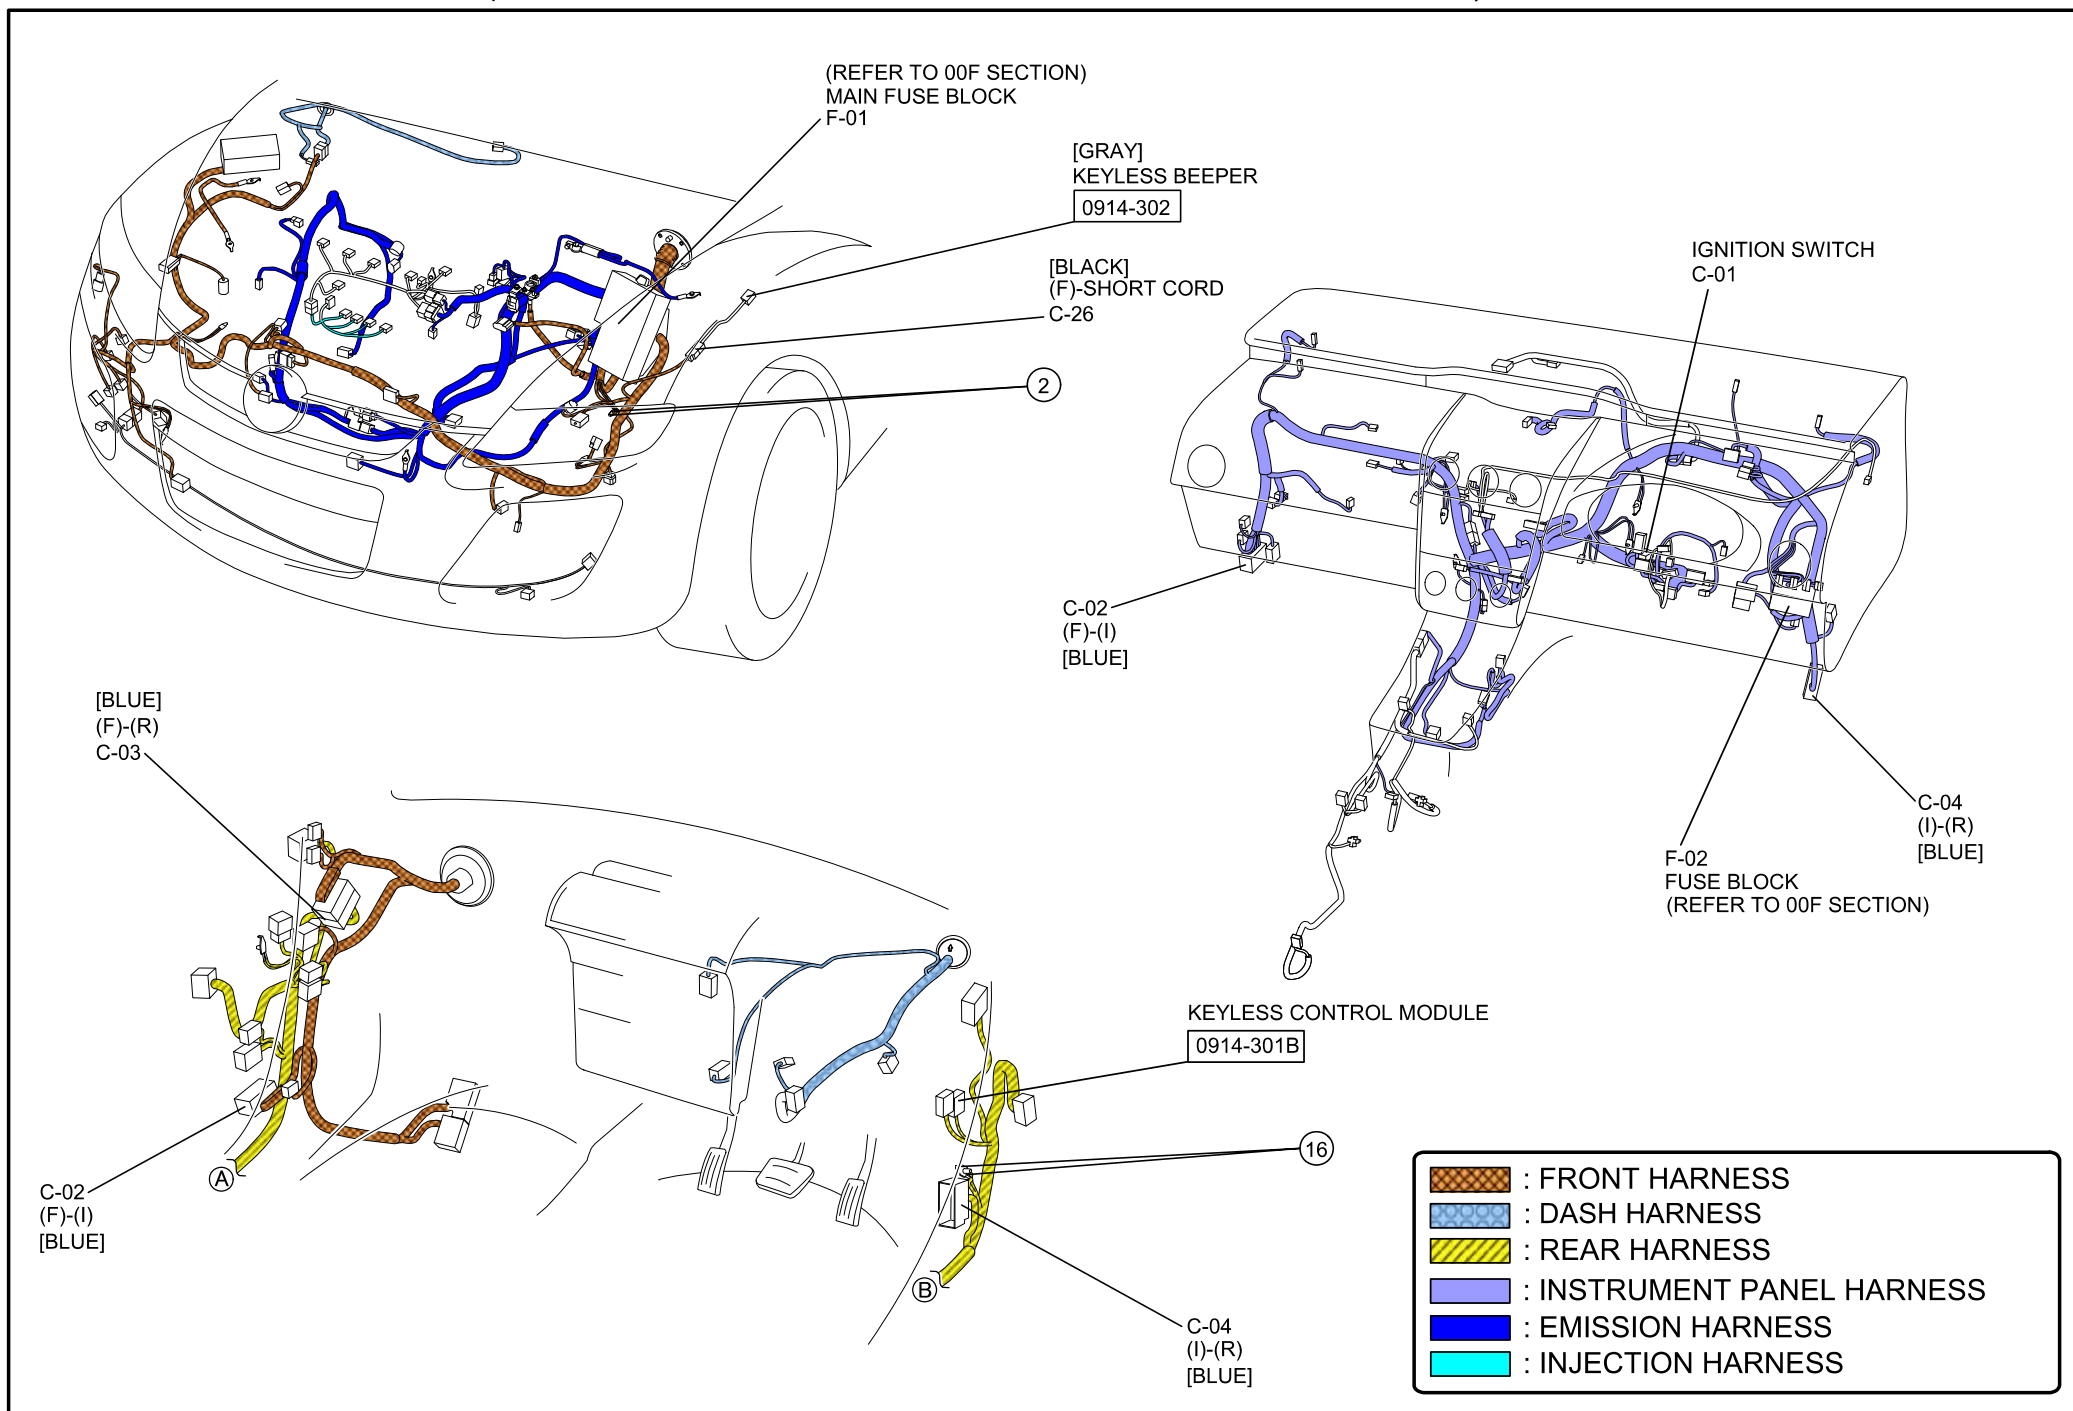 (REFER TO 00F SECTION)
MAIN FUSE BLOCK
F-01
[GRAY]
KEYLESS BEEPER
0914-302
[BLACK]
(F)-SHORT CORD
C-26
2
IGNITION SWITCH
C-01
C-02
(F)-(I)
[BLUE]
C-04
(I)-(R)
[BLUE]
F-02
FUSE BLOCK
(REFER TO 00F SECTION)
[BLUE]
(F)-(R)
C-03
C-02
(F)-(I)
[BLUE]
A
KEYLESS CONTROL MODULE
0914-301B
16
B
C-04
(I)-(R)
[BLUE]
: FRONT HARNESS
: DASH HARNESS
: REAR HARNESS
: INSTRUMENT PANEL HARNESS
: EMISSION HARNESS
: INJECTION HARNESS